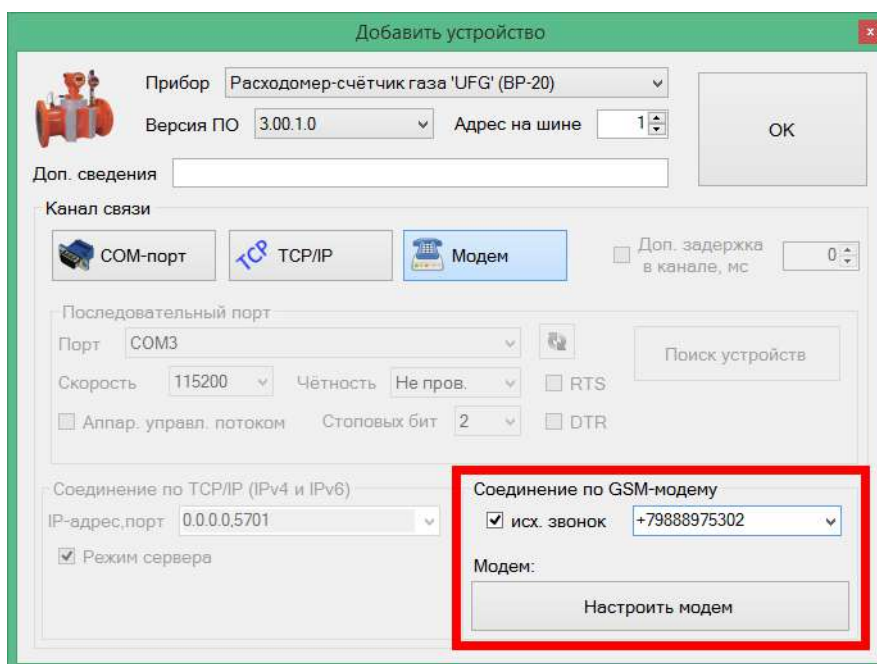 Добавить устройство
x
Прибор Расходомер-счётчик газа 'UFG' (ВР-20)
Версия ПО 3.00.1.0 Адрес на шине 1
OK
Доп. сведения
Канал связи
COM-порт TCP TCP/IP Модем Доп. задержка
в канале, мс 0
Последовательный порт
Порт COM3
Поиск устройств
Скорость 115200 Чётность Не пров. RTS
Аппар. управл. потоком Стоповых бит 2 DTR
Соединение по TCP/IP (IPv4 и IPv6)
IP-адрес,порт 0.0.0.0,5701
Режим сервера
Соединение по GSM-модему
исх. звонок +79888975302
Модем:
Настроить модем